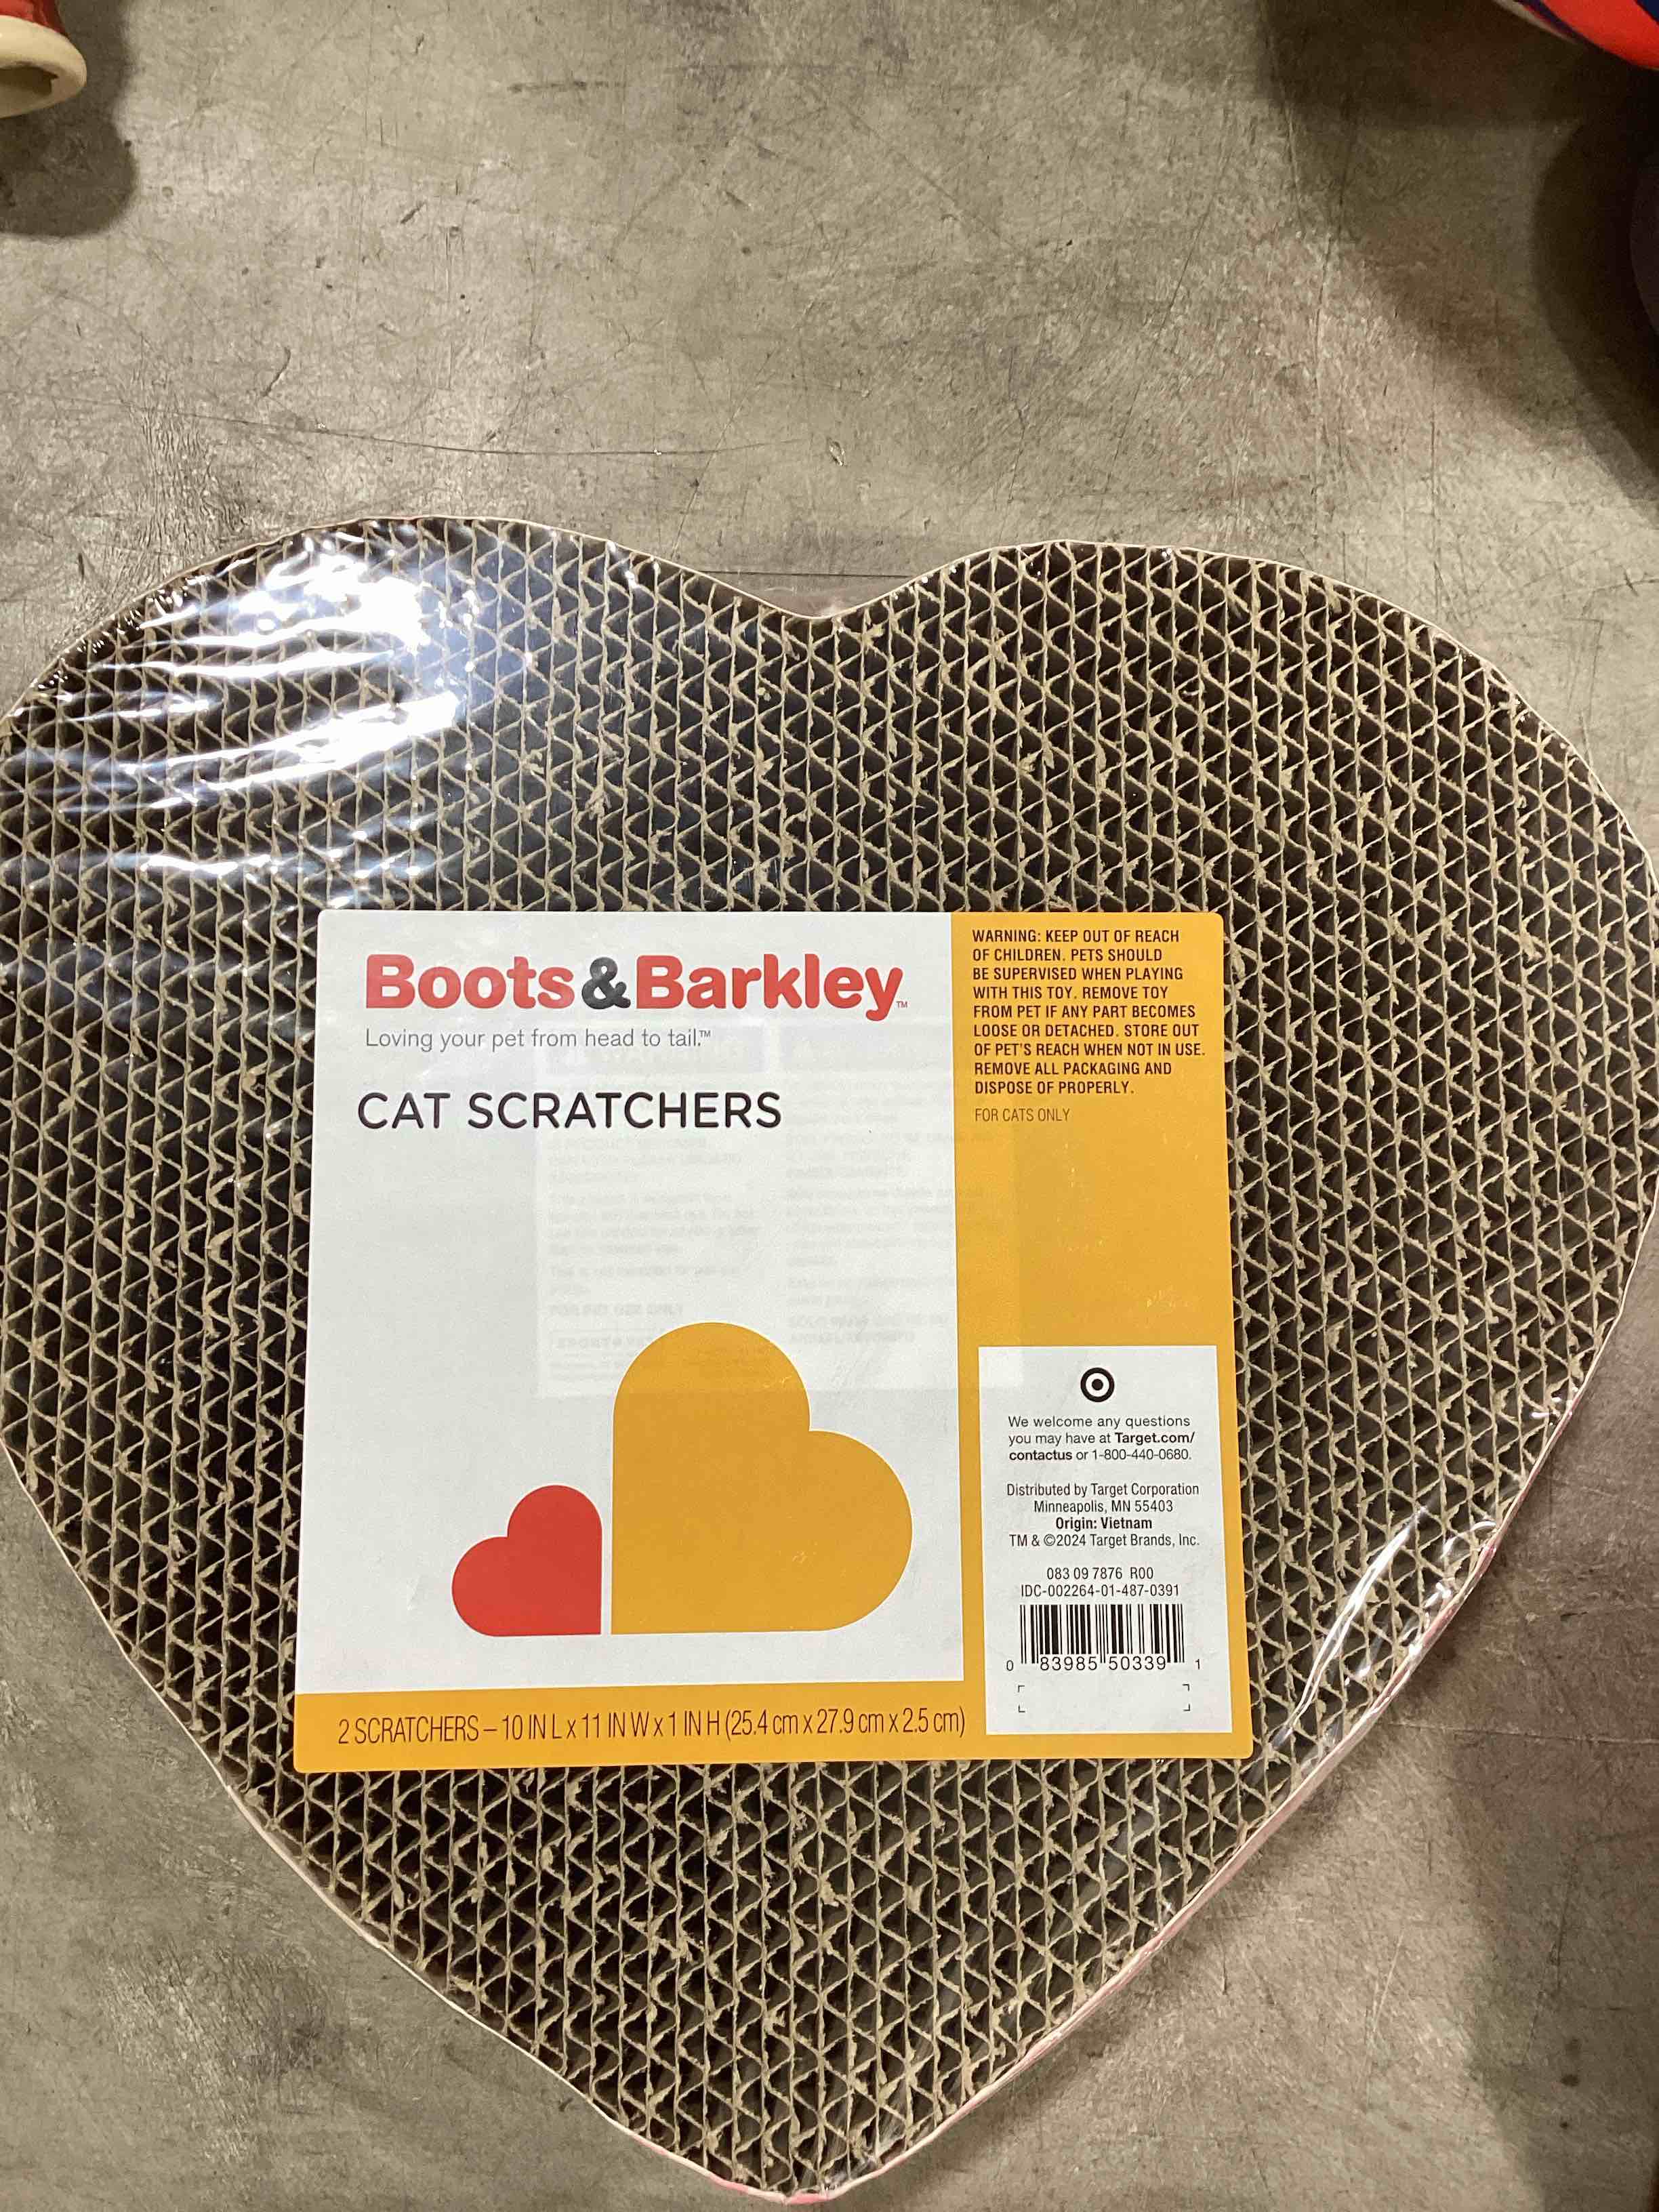 Boots&Barkley™
Loving your pet from head to tail.™
CAT SCRATCHERS
2 SCRATCHERS – 10 IN L x 11 IN W x 1 IN H (25.4 cm x 27.9 cm x 2.5 cm)
WARNING: KEEP OUT OF REACH
OF CHILDREN. PETS SHOULD
BE SUPERVISED WHEN PLAYING
WITH THIS TOY. REMOVE TOY
FROM PET IF ANY PART BECOMES
LOOSE OR DETACHED. STORE OUT
OF PET'S REACH WHEN NOT IN USE.
REMOVE ALL PACKAGING AND
DISPOSE OF PROPERLY.
FOR CATS ONLY
We welcome any questions
you may have at Target.com/
contactus or 1-800-440-0680.
Distributed by Target Corporation
Minneapolis, MN 55403
Origin: Vietnam
TM & ©2024 Target Brands, Inc.
083 09 7876 R00
IDC-002264-01-487-0391
0 83985 50339 1